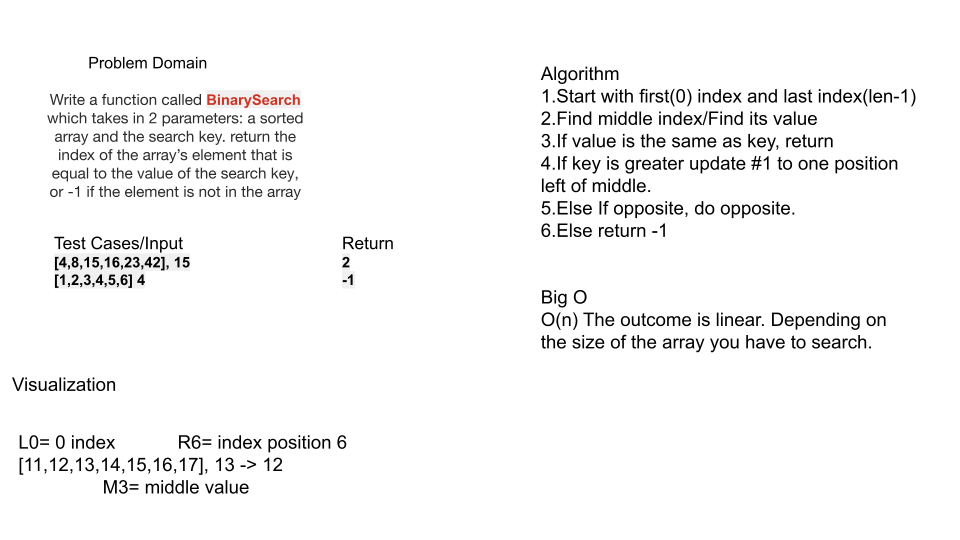 Problem Domain
Write a function called BinarySearch
which takes in 2 parameters: a sorted
array and the search key. return the
index of the array’s element that is
equal to the value of the search key,
or -1 if the element is not in the array
Test Cases/Input Return
[4,8,15,16,23,42], 15 2
[1,2,3,4,5,6] 4 -1
Visualization
L0= 0 index R6= index position 6
[11,12,13,14,15,16,17], 13 -> 12
M3= middle value
Algorithm
1.Start with first(0) index and last index(len-1)
2.Find middle index/Find its value
3.If value is the same as key, return
4.If key is greater update #1 to one position
left of middle.
5.Else If opposite, do opposite.
6.Else return -1
Big O
O(n) The outcome is linear. Depending on
the size of the array you have to search.